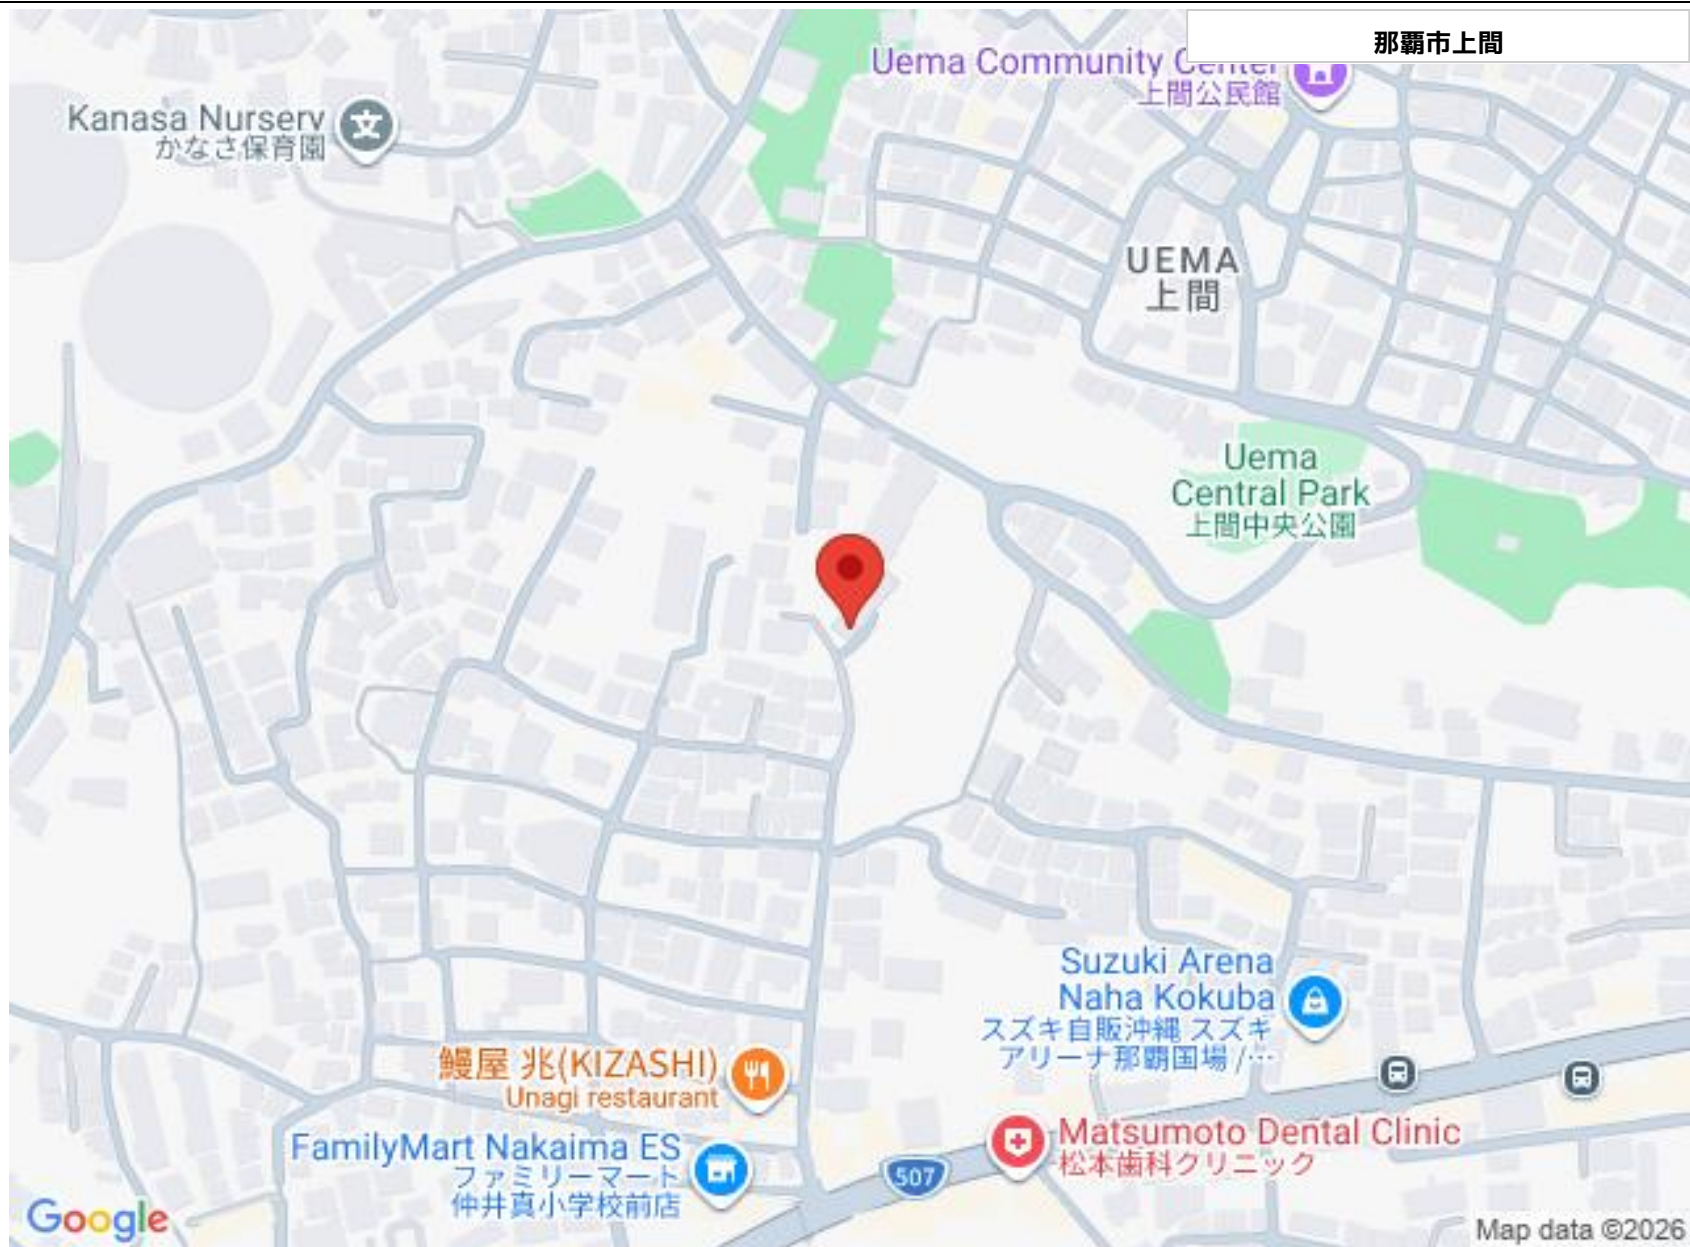 那覇市上間
Uema Community Center
上間公民館
Kanasa Nursery
かなさ保育園
UEMA
上間
Uema
Central Park
上間中央公園
Suzuki Arena
Naha Kokuba
スズキ自販沖縄 スズキ
アリーナ那覇国場 /…
鰻屋 兆(KIZASHI)
Unagi restaurant
FamilyMart Nakaima ES
ファミリーマート
仲井真小学校前店
507
Matsumoto Dental Clinic
松本歯科クリニック
Google
Map data ©2026